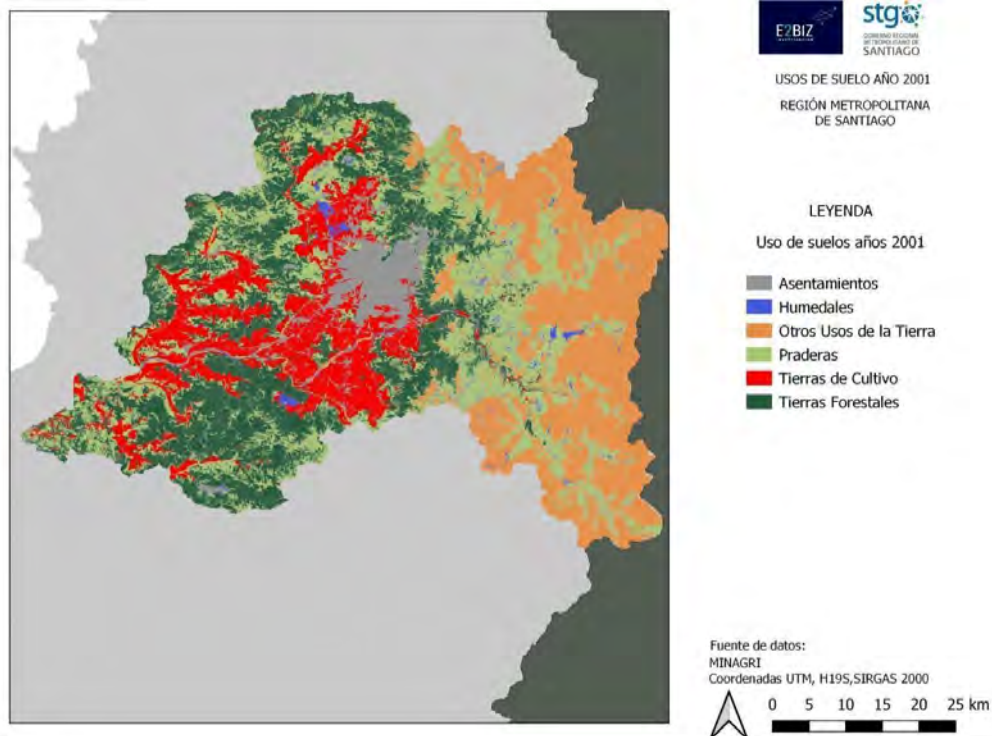 E2BIZ
stgo
GOBIERNO REGIONAL
METROPOLITANO DE
SANTIAGO
USOS DE SUELO AÑO 2001
REGIÓN METROPOLITANA
DE SANTIAGO
LEYENDA
Uso de suelos años 2001
Asentamientos
Humedales
Otros Usos de la Tierra
Praderas
Tierras de Cultivo
Tierras Forestales
Fuente de datos:
MINAGRI
Coordenadas UTM, H19S,SIRGAS 2000
0 5 10 15 20 25 km